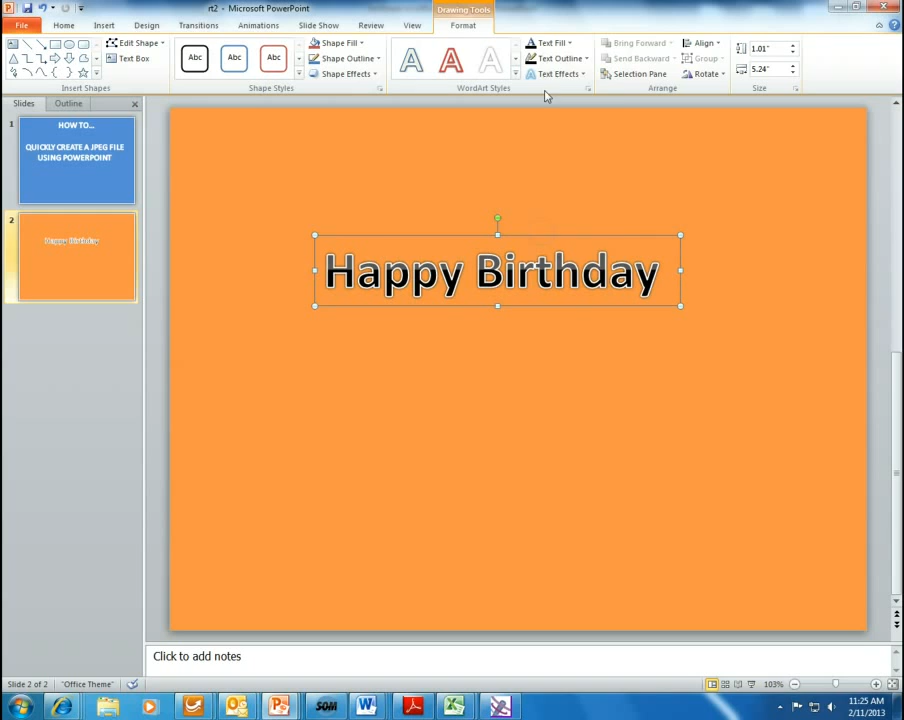 rt2 - Microsoft PowerPoint
Drawing Tools
File Home Insert Design Transitions Animations Slide Show Review View Format
Edit Shape
Text Box
Insert Shapes
Abc Abc Abc
Shape Fill
Shape Outline
Shape Effects
Shape Styles
A A A
Text Fill
Text Outline
Text Effects
WordArt Styles
Bring Forward
Send Backward
Selection Pane
Align
Group
Rotate
Arrange
1.01"
5.24"
Size
Slides Outline
1
HOW TO...
QUICKLY CREATE A JPEG FILE
USING POWERPOINT
2
Happy Birthday
Happy Birthday
Click to add notes
Slide 2 of 2 "Office Theme" 103%
SOM
11:25 AM
2/11/2013